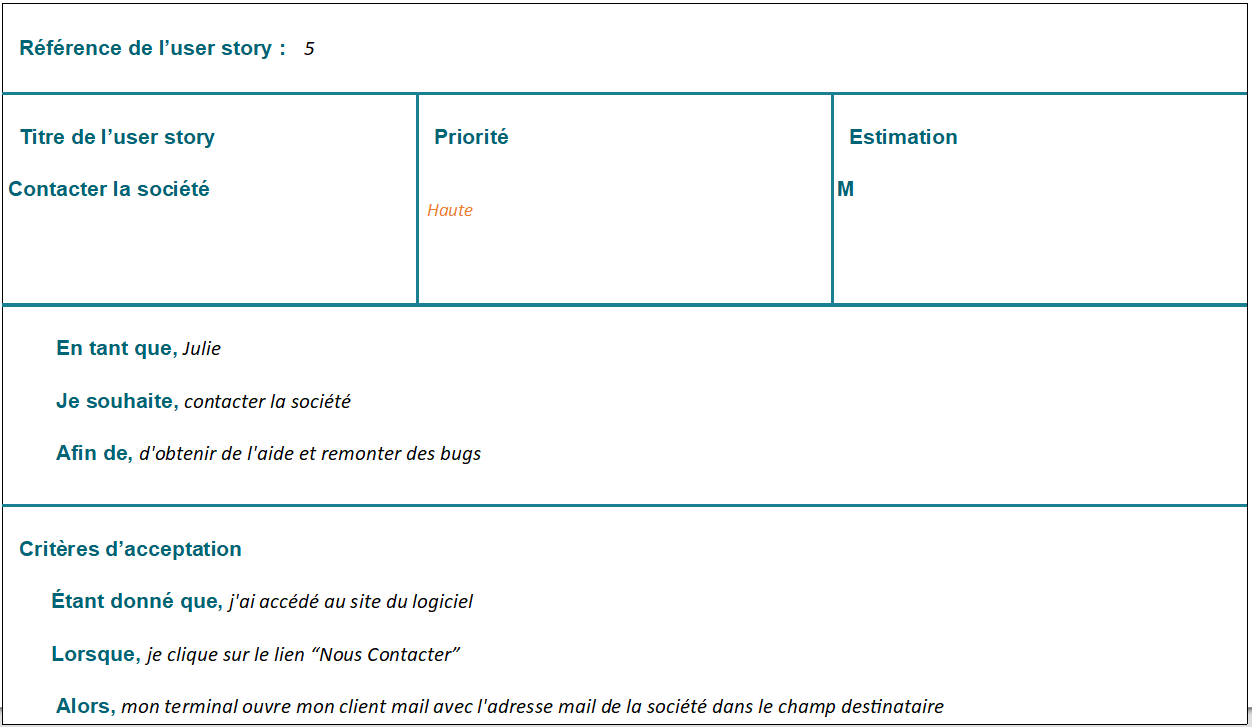 Référence de l’user story : 5
Titre de l’user story
Priorité
Estimation
Contacter la société
Haute
M
En tant que, Julie
Je souhaite, contacter la société
Afin de, d'obtenir de l'aide et remonter des bugs
Critères d’acceptation
Étant donné que, j'ai accédé au site du logiciel
Lorsque, je clique sur le lien “Nous Contacter”
Alors, mon terminal ouvre mon client mail avec l'adresse mail de la société dans le champ destinataire